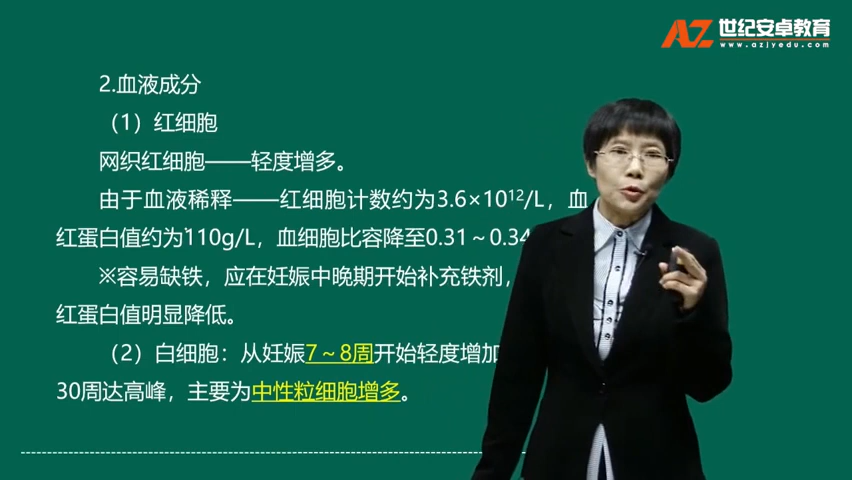 AZ 世纪安卓教育
www.azjyedu.com
2.血液成分
（1）红细胞
网织红细胞——轻度增多。
由于血液稀释——红细胞计数约为3.6×10¹²/L，血
红蛋白值约为110g/L，血细胞比容降至0.31～0.34
※容易缺铁，应在妊娠中晚期开始补充铁剂，
红蛋白值明显降低。
（2）白细胞：从妊娠7～8周开始轻度增加
30周达高峰，主要为中性粒细胞增多。